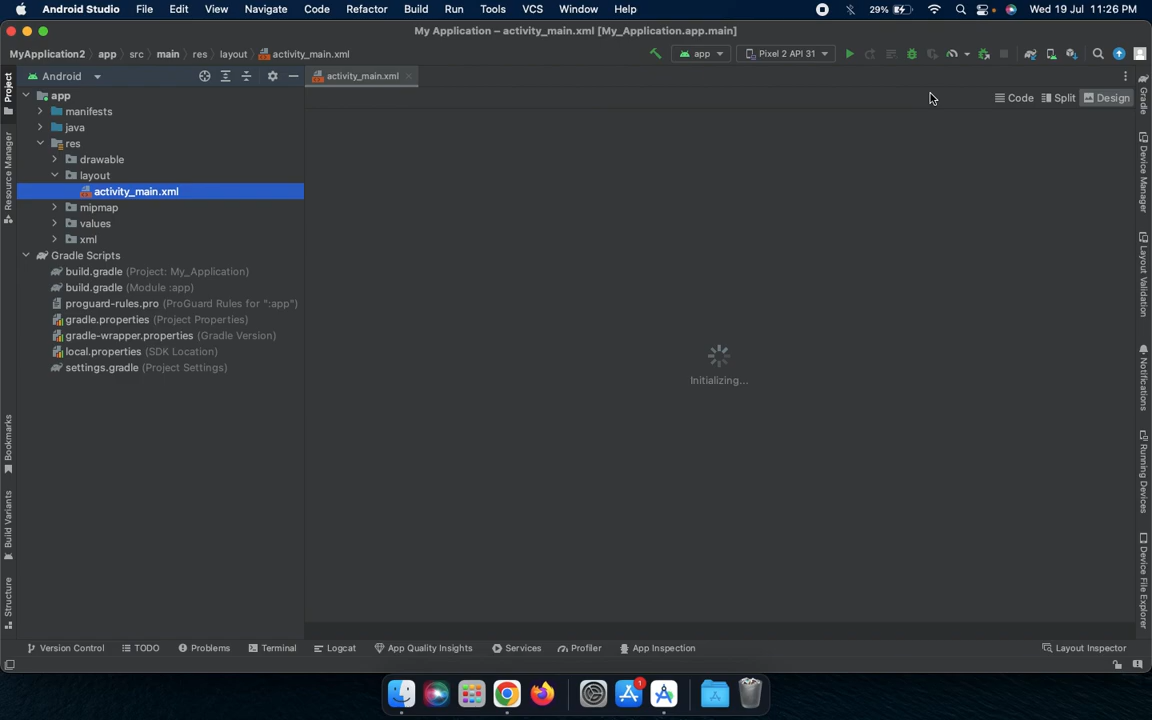 Android Studio File Edit View Navigate Code Refactor Build Run Tools VCS Window Help 29% Wed 19 Jul 11:26 PM
My Application – activity_main.xml [My_Application.app.main]
MyApplication2 app src main res layout activity_main.xml app Pixel 2 API 31
Android activity_main.xml
Code Split Design
app
manifests
java
res
drawable
layout
activity_main.xml
mipmap
values
xml
Gradle Scripts
build.gradle (Project: My_Application)
build.gradle (Module :app)
proguard-rules.pro (ProGuard Rules for ":app")
gradle.properties (Project Properties)
gradle-wrapper.properties (Gradle Version)
local.properties (SDK Location)
settings.gradle (Project Settings)
Initializing...
Project
Resource Manager
Bookmarks
Build Variants
Structure
Gradle
Device Manager
Layout Validation
Notifications
Running Devices
Device File Explorer
Version Control TODO Problems Terminal Logcat App Quality Insights Services Profiler App Inspection Layout Inspector
1